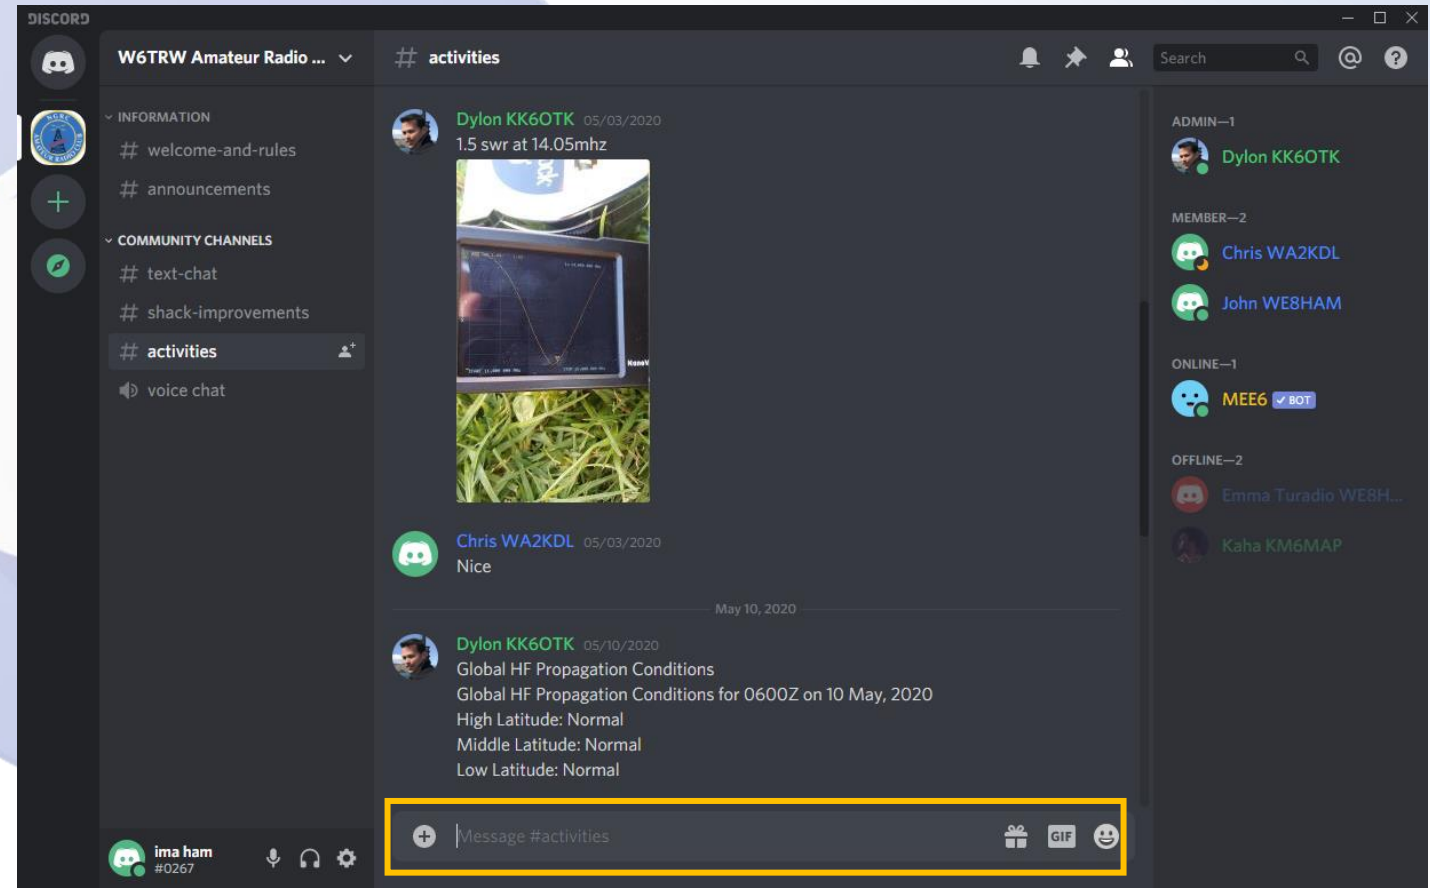 DISCORD
W6TRW Amateur Radio ...
# activities
Search
INFORMATION
# welcome-and-rules
# announcements
COMMUNITY CHANNELS
# text-chat
# shack-improvements
# activities
voice chat
ima ham
#0267
Dylon KK6OTK 05/03/2020
1.5 swr at 14.05mhz
Chris WA2KDL 05/03/2020
Nice
May 10, 2020
Dylon KK6OTK 05/10/2020
Global HF Propagation Conditions
Global HF Propagation Conditions for 0600Z on 10 May, 2020
High Latitude: Normal
Middle Latitude: Normal
Low Latitude: Normal
Message #activities
GIF
ADMIN—1
Dylon KK6OTK
MEMBER—2
Chris WA2KDL
John WE8HAM
ONLINE—1
MEE6 ✓ BOT
OFFLINE—2
Emma Turadio WE8H...
Kaha KM6MAP